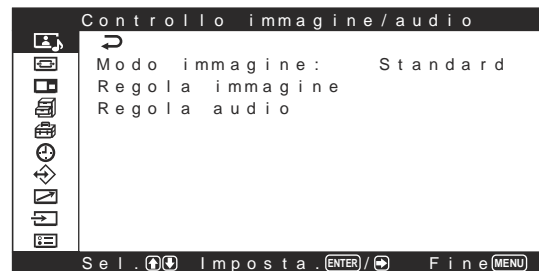 Controllo immagine/audio
Modo immagine: Standard
Regola immagine
Regola audio
Sel. Imposta. ENTER / Fine MENU